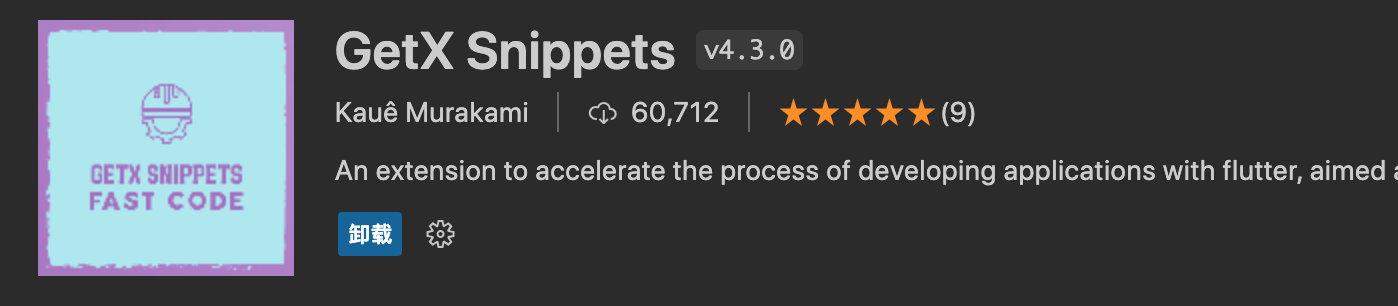 GETX SNIPPETS
FAST CODE
GetX Snippets v4.3.0
Kauê Murakami 60,712 (9)
An extension to accelerate the process of developing applications with flutter, aimed
卸载